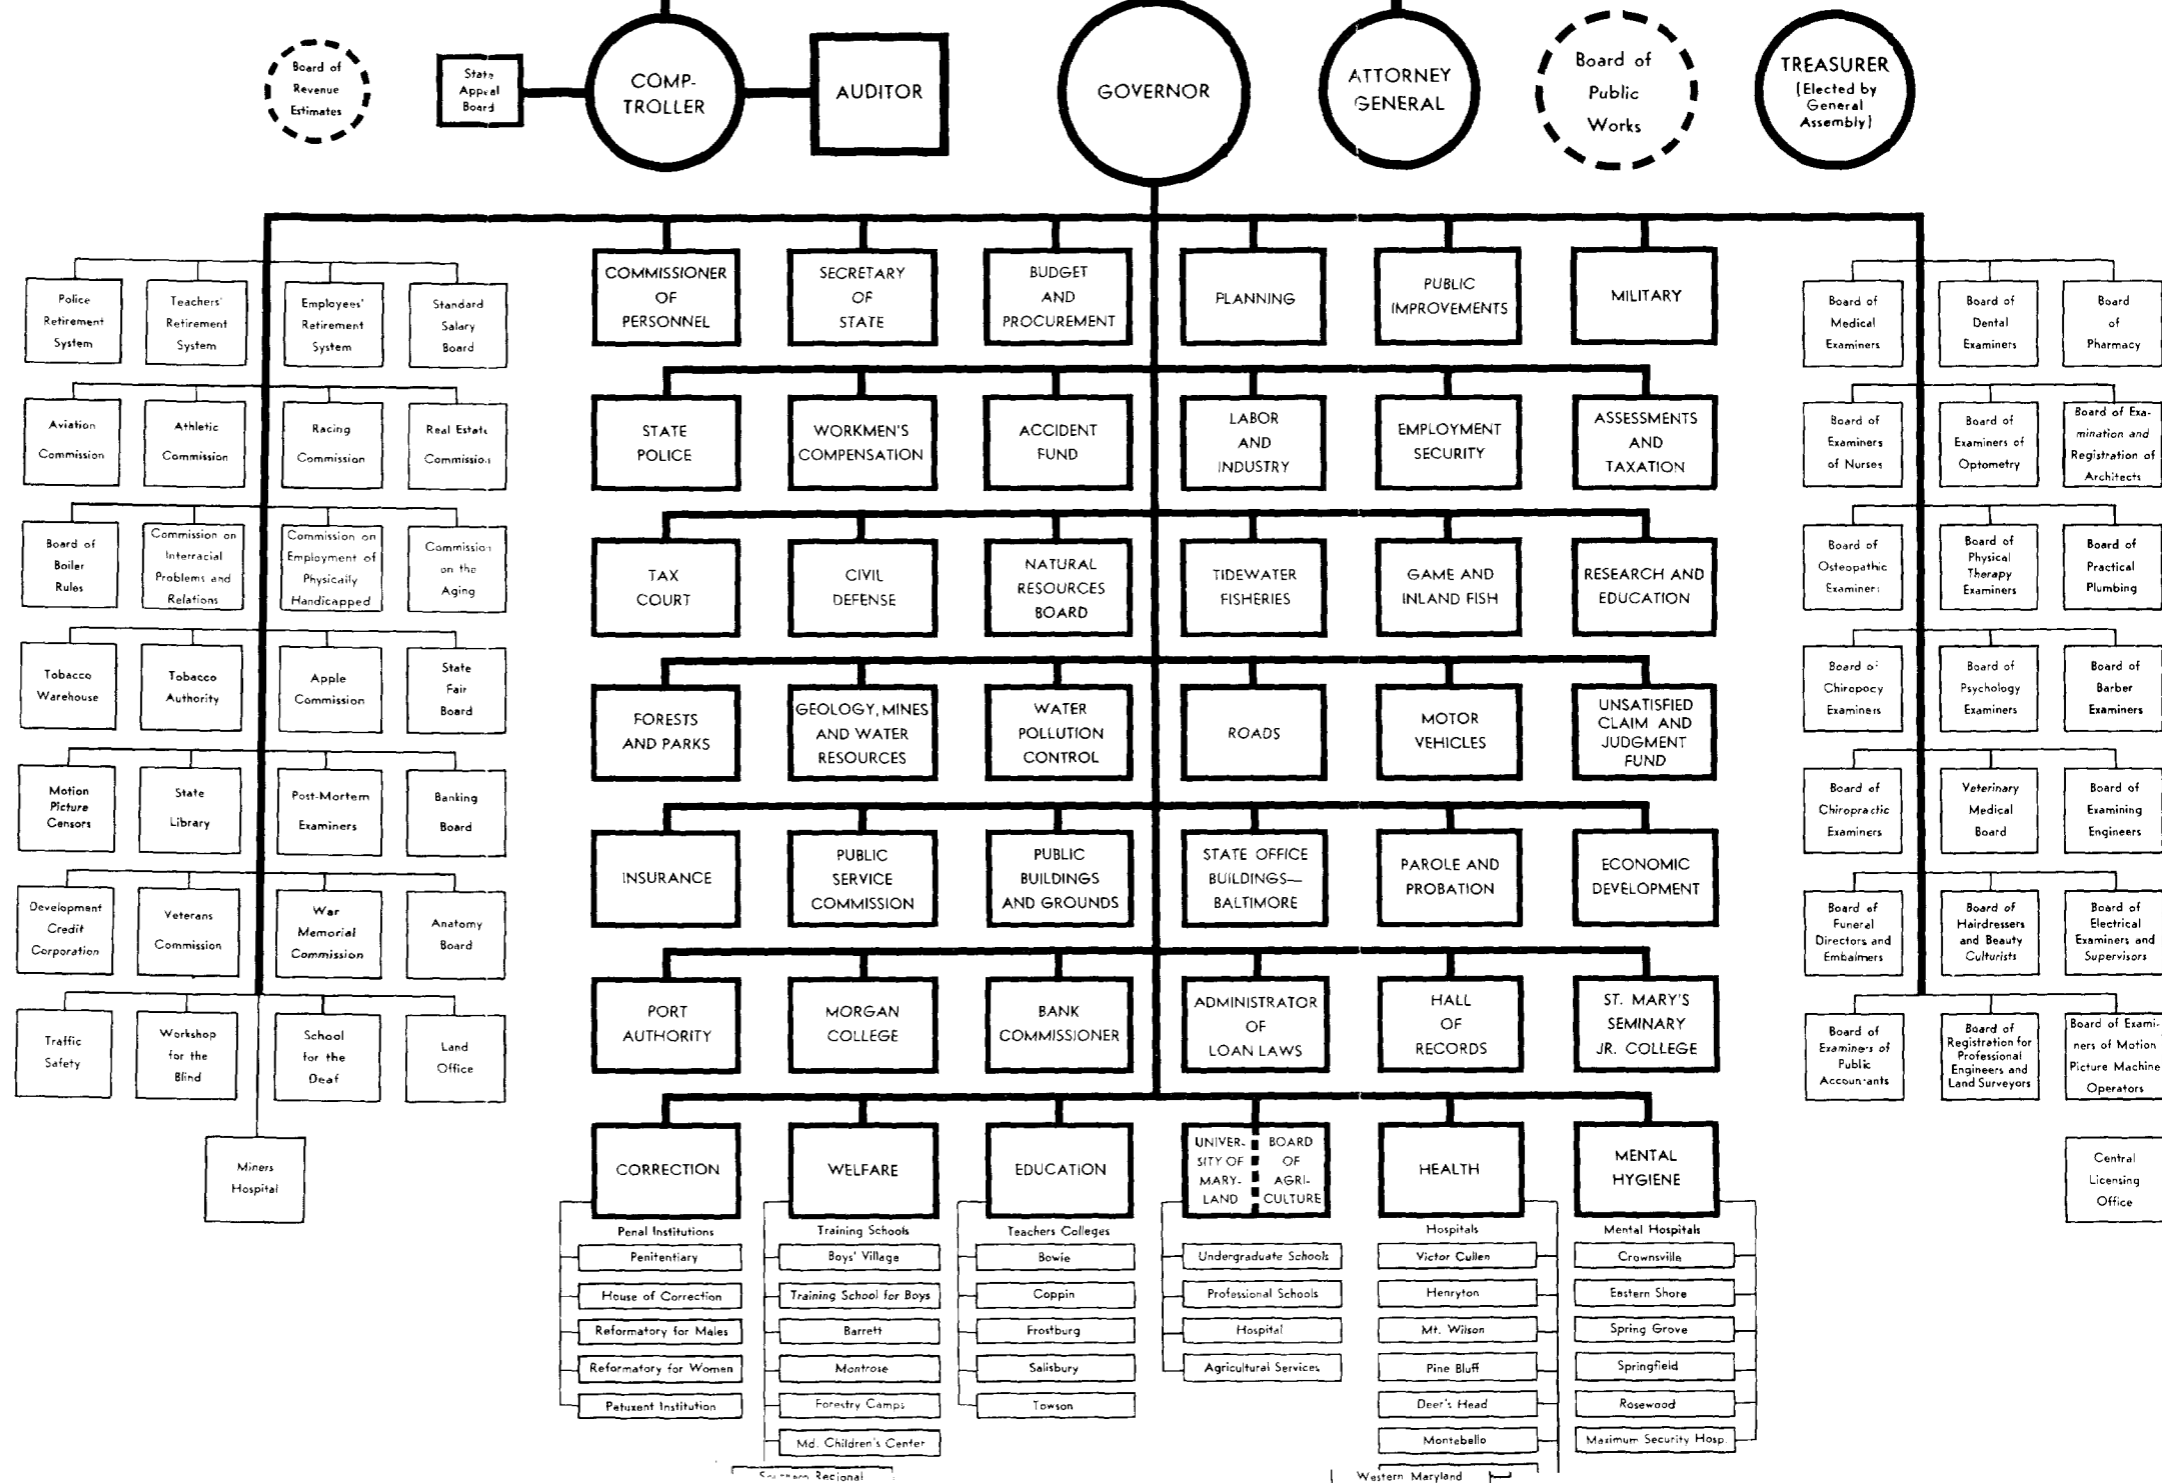 Board of
Revenue
Estimates
State
Appeal
Board
COMP-
TROLLER
AUDITOR
GOVERNOR
ATTORNEY
GENERAL
Board of
Public
Works
TREASURER
(Elected by
General
Assembly)
Police
Retirement
System
Teachers'
Retirement
System
Employees'
Retirement
System
Standard
Salary
Board
COMMISSIONER
OF
PERSONNEL
SECRETARY
OF
STATE
BUDGET
AND
PROCUREMENT
PLANNING
PUBLIC
IMPROVEMENTS
MILITARY
Board of
Medical
Examiners
Board of
Dental
Examiners
Board
of
Pharmacy
Aviation
Commission
Athletic
Commission
Racing
Commission
Real Estate
Commission
STATE
POLICE
WORKMEN'S
COMPENSATION
ACCIDENT
FUND
LABOR
AND
INDUSTRY
EMPLOYMENT
SECURITY
ASSESSMENTS
AND
TAXATION
Board of
Examiners
of Nurses
Board of
Examiners of
Optometry
Board of Exa-
mination and
Registration of
Architects
Board of
Boiler
Rules
Commission on
Interracial
Problems and
Relations
Commission on
Employment of
Physically
Handicapped
Commission
on the
Aging
TAX
COURT
CIVIL
DEFENSE
NATURAL
RESOURCES
BOARD
TIDEWATER
FISHERIES
GAME AND
INLAND FISH
RESEARCH AND
EDUCATION
Board of
Osteopathic
Examiners
Board of
Physical
Therapy
Examiners
Board of
Practical
Plumbing
Tobacco
Warehouse
Tobacco
Authority
Apple
Commission
State
Fair
Board
FORESTS
AND PARKS
GEOLOGY, MINES
AND WATER
RESOURCES
WATER
POLLUTION
CONTROL
ROADS
MOTOR
VEHICLES
UNSATISFIED
CLAIM AND
JUDGMENT
FUND
Board of
Chiropocy
Examiners
Board of
Psychology
Examiners
Board of
Barber
Examiners
Motion
Picture
Censors
State
Library
Post-Mortem
Examiners
Banking
Board
INSURANCE
PUBLIC
SERVICE
COMMISSION
PUBLIC
BUILDINGS
AND GROUNDS
STATE OFFICE
BUILDINGS—
BALTIMORE
PAROLE AND
PROBATION
ECONOMIC
DEVELOPMENT
Board of
Chiropractic
Examiners
Veterinary
Medical
Board
Board of
Examining
Engineers
Development
Credit
Corporation
Veterans
Commission
War
Memorial
Commission
Anatomy
Board
PORT
AUTHORITY
MORGAN
COLLEGE
BANK
COMMISSIONER
ADMINISTRATOR
OF
LOAN LAWS
HALL
OF
RECORDS
ST. MARY'S
SEMINARY
JR. COLLEGE
Board of
Funeral
Directors and
Embalmers
Board of
Hairdressers
and Beauty
Culturists
Board of
Electrical
Examiners and
Supervisors
Traffic
Safety
Workshop
for the
Blind
School
for the
Deaf
Land
Office
Board of
Examiners of
Public
Accountants
Board of
Registration for
Professional
Engineers and
Land Surveyors
Board of Exami-
ners of Motion
Picture Machine
Operators
Miners
Hospital
CORRECTION
WELFARE
EDUCATION
UNIVER-
SITY OF
MARY-
LAND
BOARD
OF
AGRI-
CULTURE
HEALTH
MENTAL
HYGIENE
Central
Licensing
Office
Penal Institutions
Penitentiary
House of Correction
Reformatory for Males
Reformatory for Women
Patuxent Institution
Training Schools
Boys' Village
Training School for Boys
Barrett
Montrose
Forestry Camps
Md. Children's Center
Southern Regional
Teachers Colleges
Bowie
Coppin
Frostburg
Salisbury
Towson
Undergraduate Schools
Professional Schools
Hospital
Agricultural Services
Hospitals
Victor Cullen
Henryton
Mt. Wilson
Pine Bluff
Deer's Head
Montebello
Western Maryland
Mental Hospitals
Crownsville
Eastern Shore
Spring Grove
Springfield
Rosewood
Maximum Security Hosp.